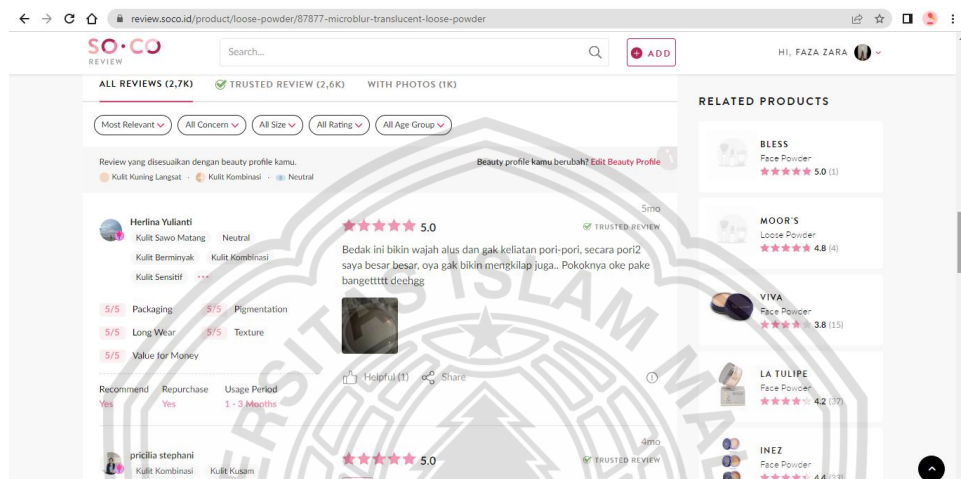 review.soco.id/product/loose-powder/87877-microblur-translucent-loose-powder
SO·CO
REVIEW
Search...
ADD
HI, FAZA ZARA
ALL REVIEWS (2,7K)
TRUSTED REVIEW (2,6K)
WITH PHOTOS (1K)
Most Relevant
All Concern
All Size
All Rating
All Age Group
Review yang disesuaikan dengan beauty profile kamu.
Beauty profile kamu berubah? Edit Beauty Profile
Kulit Kuning Langsat · Kulit Kombinasi · Neutral
Herlina Yulianti
Kulit Sawo Matang Neutral
Kulit Berminyak Kulit Kombinasi
Kulit Sensitif
5/5 Packaging 5/5 Pigmentation
5/5 Long Wear 5/5 Texture
5/5 Value for Money
Recommend Repurchase Usage Period
Yes Yes 1 - 3 Months
5mo
5.0
TRUSTED REVIEW
Bedak ini bikin wajah alus dan gak keliatan pori-pori, secara pori2
saya besar besar, oya gak bikin mengkilap juga.. Pokoknya oke pake
bangettttt deehgg
Helpful (1) Share
pricilia stephani
Kulit Kombinasi Kulit Kusam
4mo
5.0
TRUSTED REVIEW
RELATED PRODUCTS
BLESS
Face Powder
5.0 (1)
MOOR'S
Loose Powder
4.8 (4)
VIVA
Face Powder
3.8 (15)
LA TULIPE
Face Powder
4.2 (37)
INEZ
Face Powder
4.4